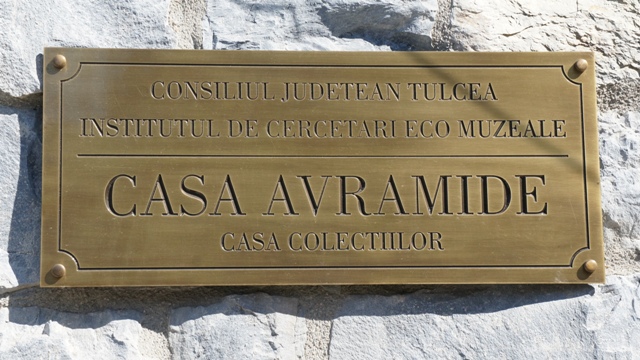 CONSILIUL JUDETEAN TULCEA
INSTITUTUL DE CERCETARI ECO MUZEALE
CASA AVRAMIDE
CASA COLECTIILOR